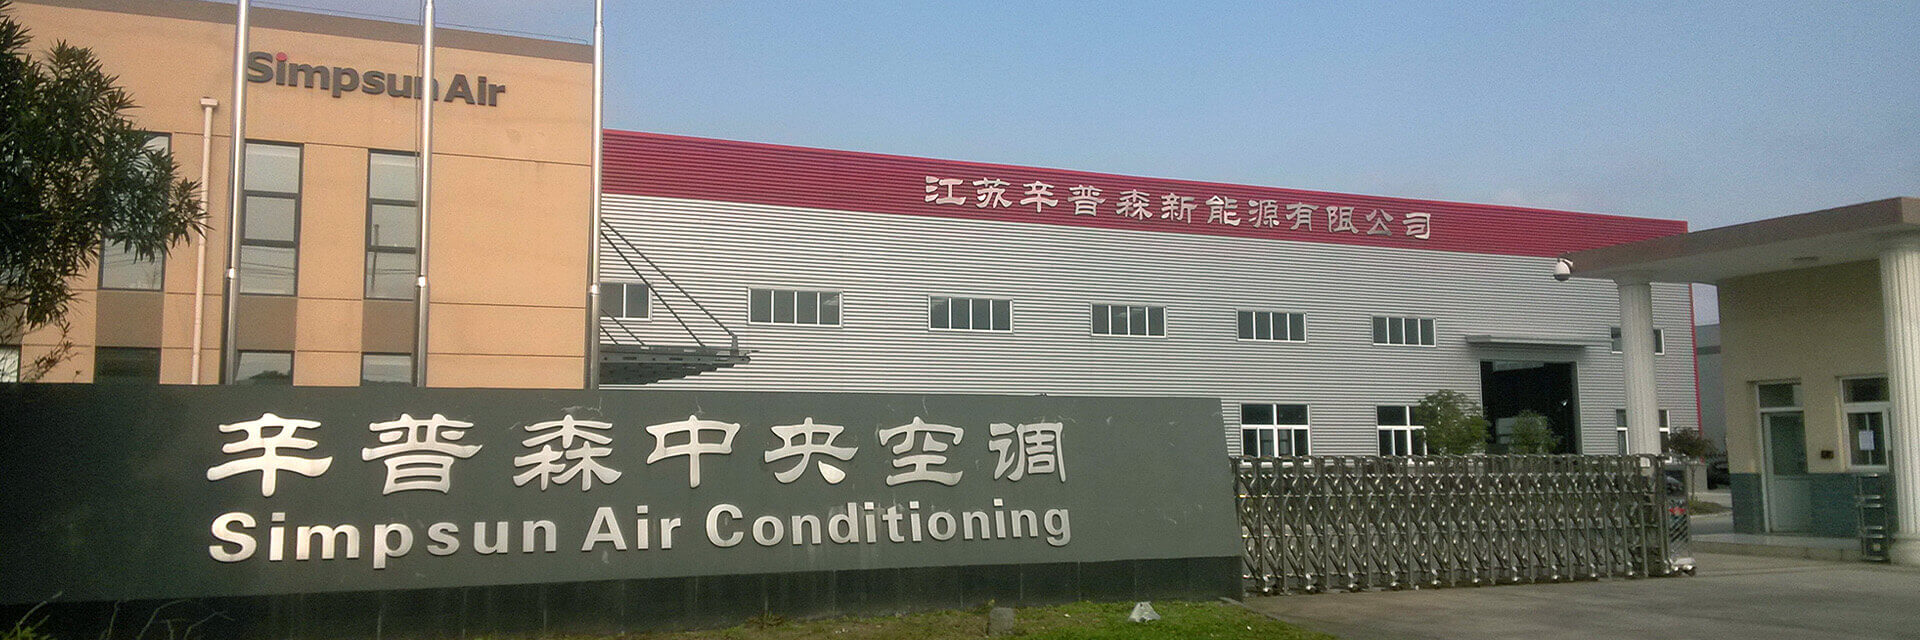 Simpsun Air
江苏辛普森新能源有限公司
辛普森中央空调
Simpsun Air Conditioning